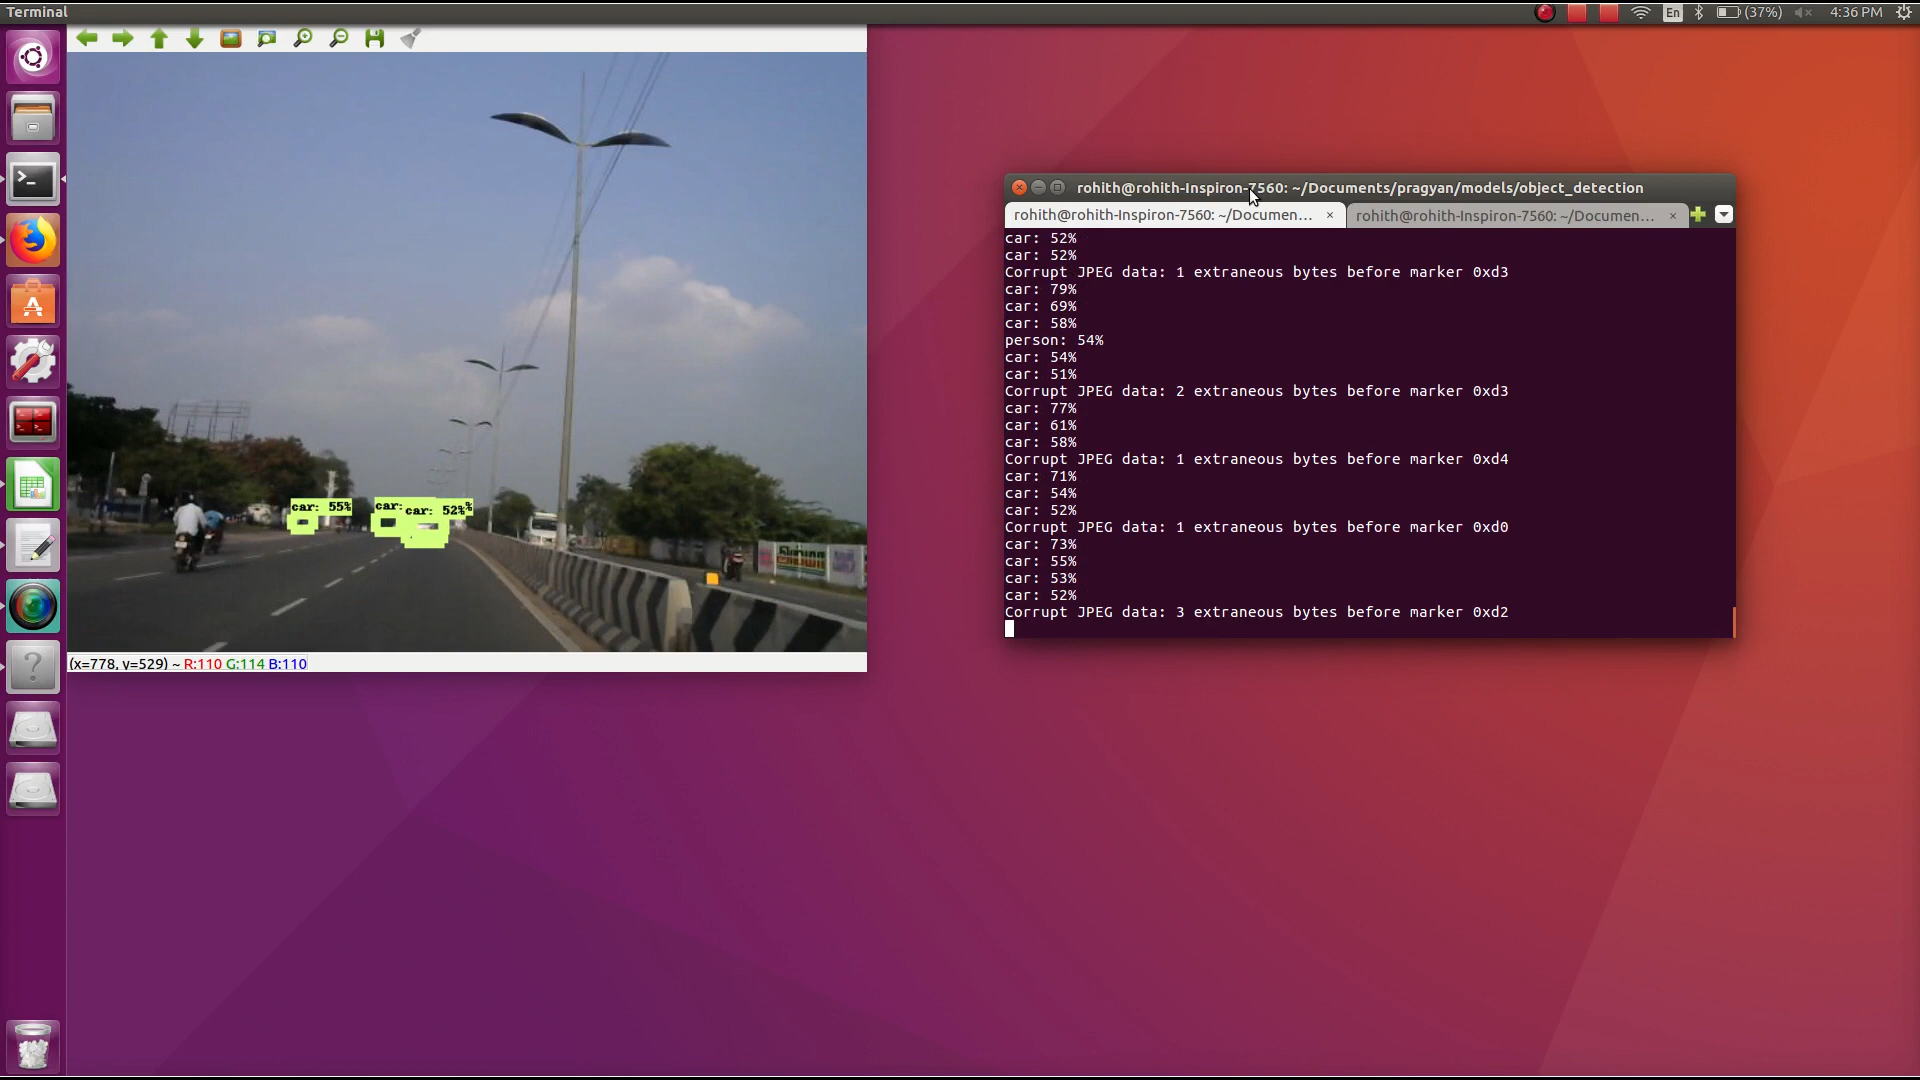 Terminal
En
(37%)
4:36 PM
car: 55%
car:
car: 52%
%
(x=778, y=529) ~ R:110 G:114 B:110
rohith@rohith-Inspiron-7560: ~/Documents/pragyan/models/object_detection
rohith@rohith-Inspiron-7560: ~/Documen... ×
rohith@rohith-Inspiron-7560: ~/Documen... ×
car: 52%
car: 52%
Corrupt JPEG data: 1 extraneous bytes before marker 0xd3
car: 79%
car: 69%
car: 58%
person: 54%
car: 54%
car: 51%
Corrupt JPEG data: 2 extraneous bytes before marker 0xd3
car: 77%
car: 61%
car: 58%
Corrupt JPEG data: 1 extraneous bytes before marker 0xd4
car: 71%
car: 54%
car: 52%
Corrupt JPEG data: 1 extraneous bytes before marker 0xd0
car: 73%
car: 55%
car: 53%
car: 52%
Corrupt JPEG data: 3 extraneous bytes before marker 0xd2